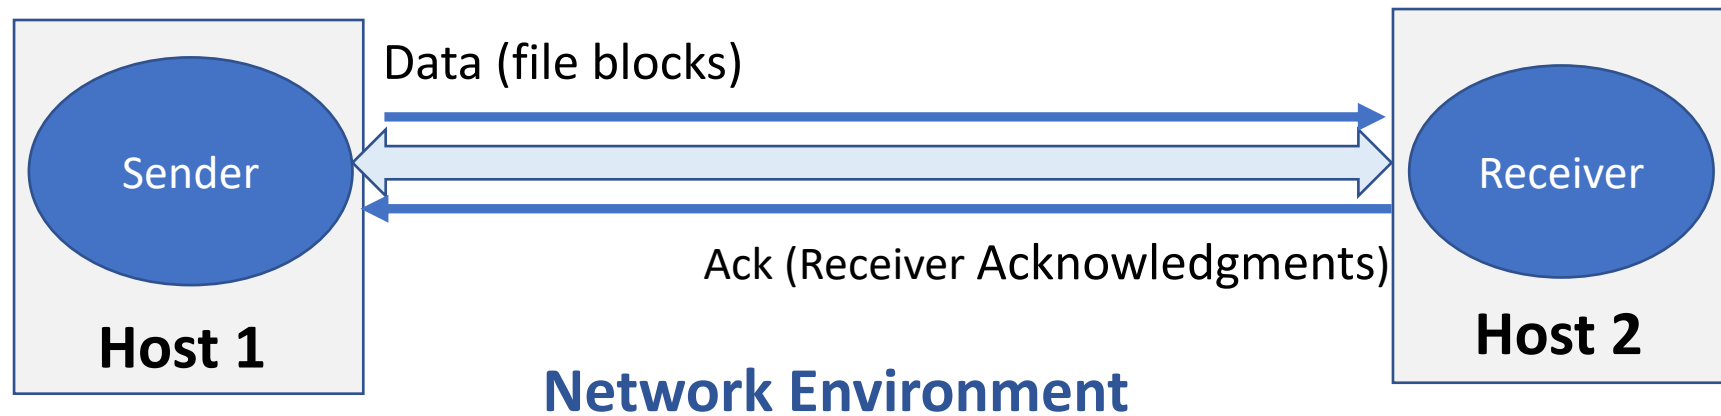 Data (file blocks)
Sender
Receiver
Ack (Receiver Acknowledgments)
Host 1
Host 2
Network Environment